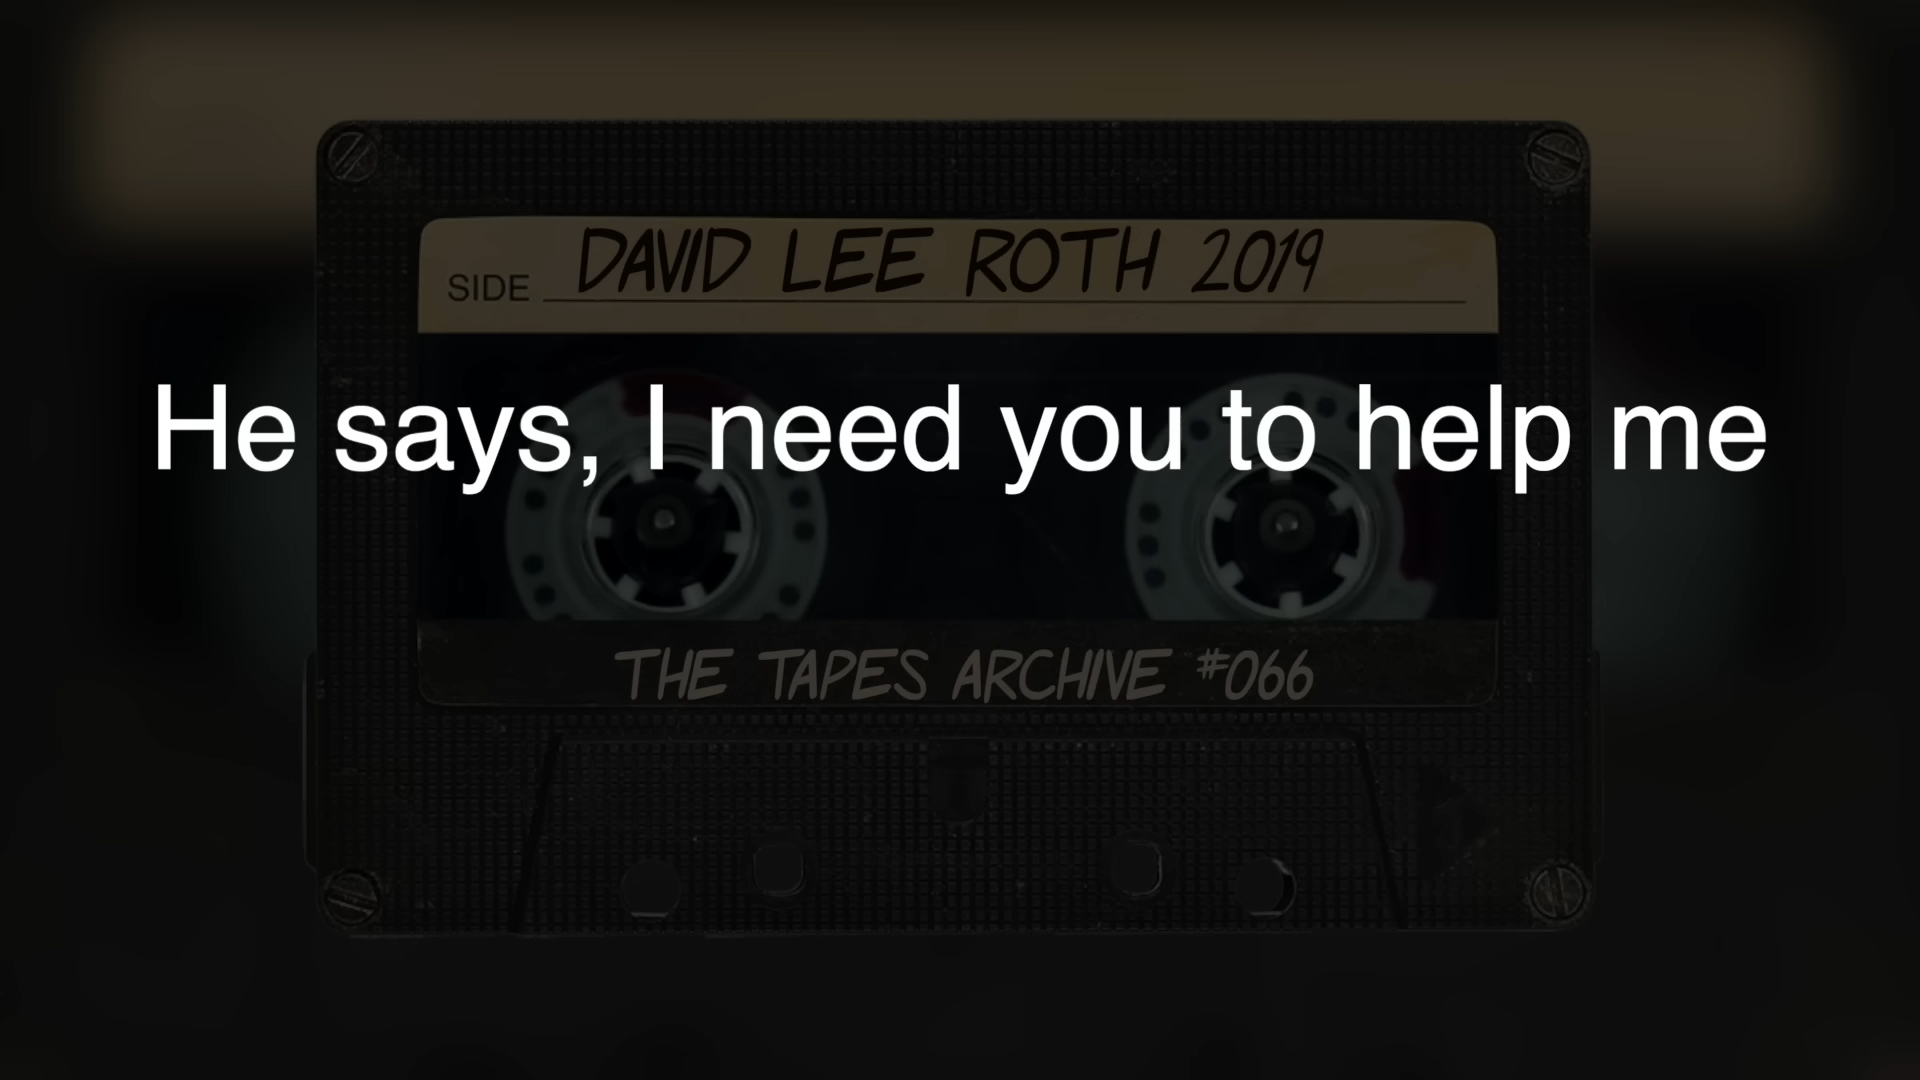 SIDE DAVID LEE ROTH 2019
He says, I need you to help me
THE TAPES ARCHIVE #066